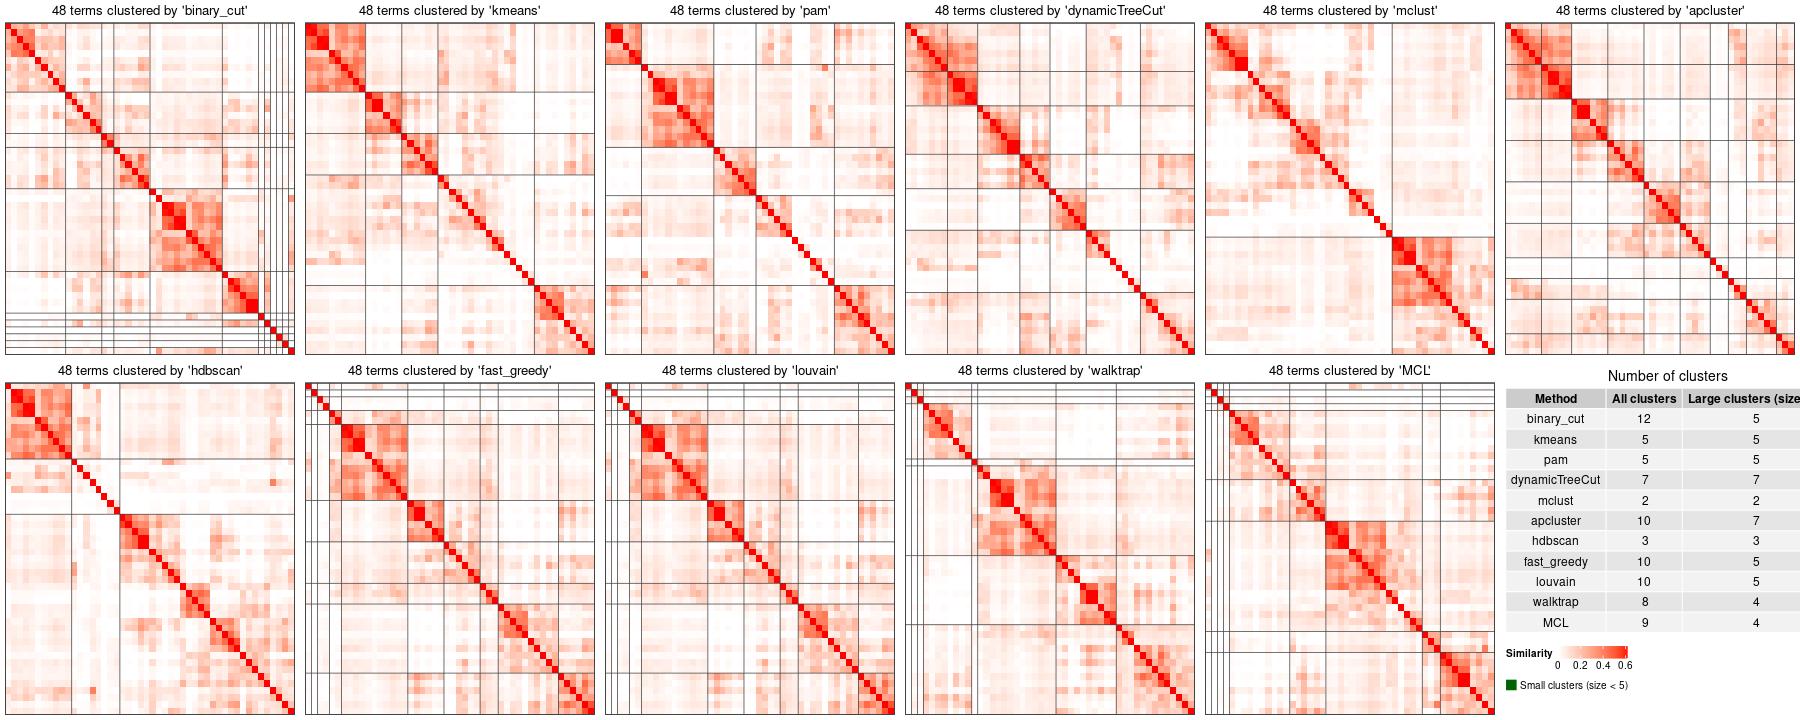 48 terms clustered by 'binary_cut'
48 terms clustered by 'kmeans'
48 terms clustered by 'pam'
48 terms clustered by 'dynamicTreeCut'
48 terms clustered by 'mclust'
48 terms clustered by 'apcluster'
48 terms clustered by 'hdbscan'
48 terms clustered by 'fast_greedy'
48 terms clustered by 'louvain'
48 terms clustered by 'walktrap'
48 terms clustered by 'MCL'
Number of clusters
Method All clusters Large clusters (size
binary_cut 12 5
kmeans 5 5
pam 5 5
dynamicTreeCut 7 7
mclust 2 2
apcluster 10 7
hdbscan 3 3
fast_greedy 10 5
louvain 10 5
walktrap 8 4
MCL 9 4
Similarity
0 0.2 0.4 0.6
Small clusters (size < 5)